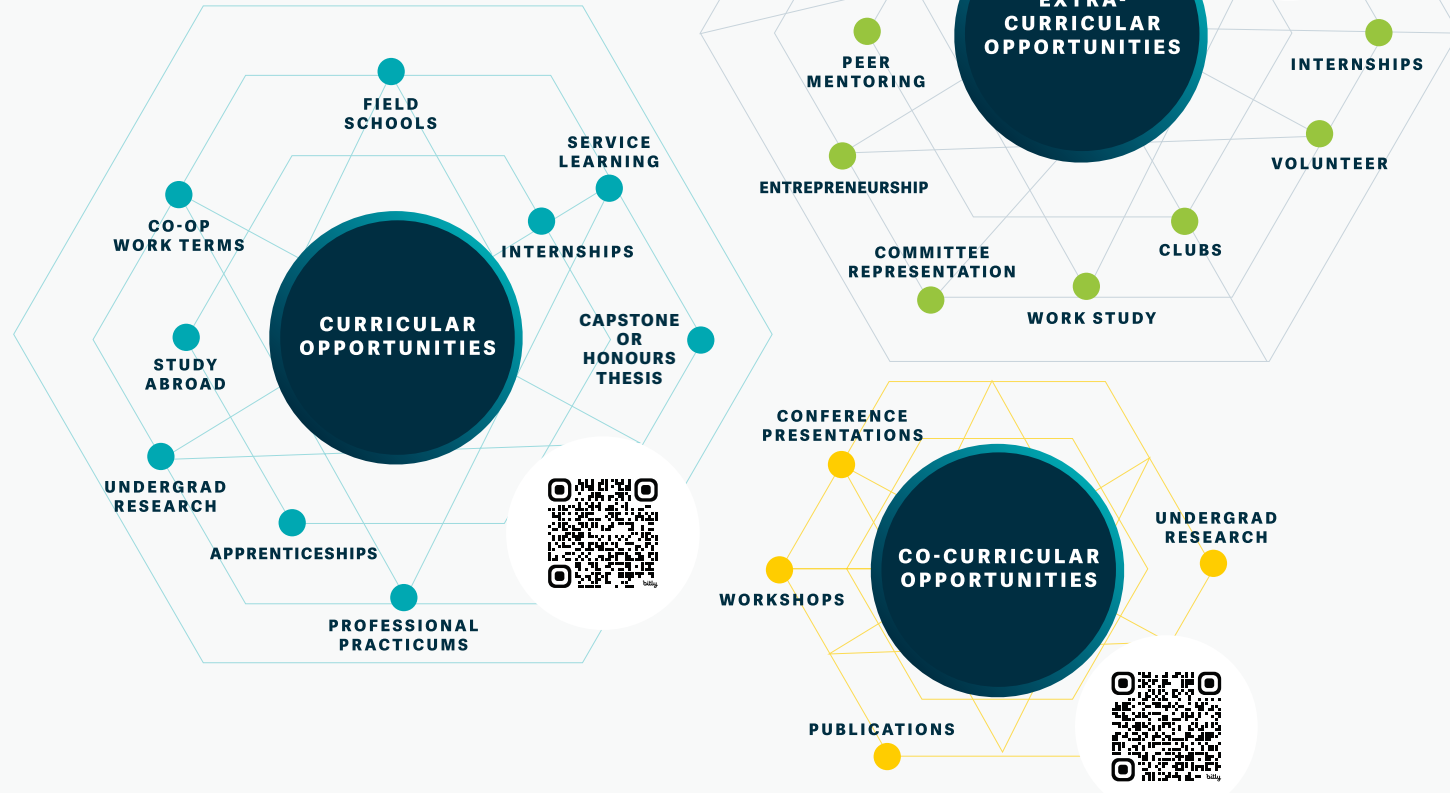 FIELD
SCHOOLS
SERVICE
LEARNING
CO-OP
WORK TERMS
INTERNSHIPS
CURRICULAR
OPPORTUNITIES
CAPSTONE
OR
HONOURS
THESIS
STUDY
ABROAD
UNDERGRAD
RESEARCH
APPRENTICESHIPS
PROFESSIONAL
PRACTICUMS
bitly
EXTRA-
CURRICULAR
OPPORTUNITIES
PEER
MENTORING
INTERNSHIPS
VOLUNTEER
ENTREPRENEURSHIP
CLUBS
COMMITTEE
REPRESENTATION
WORK STUDY
CONFERENCE
PRESENTATIONS
UNDERGRAD
RESEARCH
CO-CURRICULAR
OPPORTUNITIES
WORKSHOPS
PUBLICATIONS
bitly